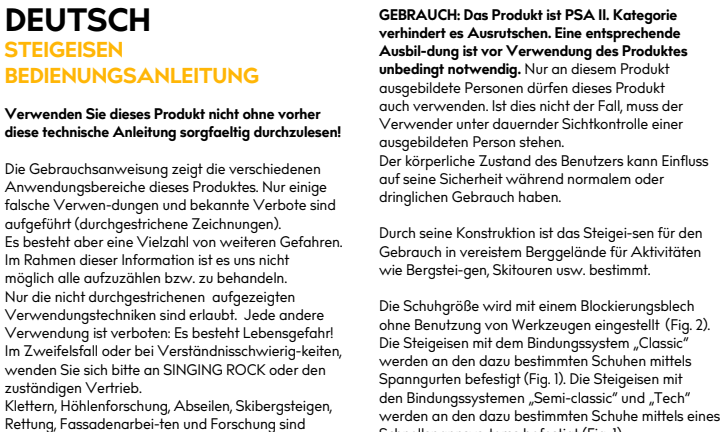 DEUTSCH
STEIGEISEN
BEDIENUNGSANLEITUNG
Verwenden Sie dieses Produkt nicht ohne vorher
diese technische Anleitung sorgfaeltig durchzulesen!
Die Gebrauchsanweisung zeigt die verschiedenen
Anwendungsbereiche dieses Produktes. Nur einige
falsche Verwen-dungen und bekannte Verbote sind
aufgeführt (durchgestrichene Zeichnungen).
Es besteht aber eine Vielzahl von weiteren Gefahren.
Im Rahmen dieser Information ist es uns nicht
möglich alle aufzuzählen bzw. zu behandeln.
Nur die nicht durchgestrichenen aufgezeigten
Verwendungstechniken sind erlaubt. Jede andere
Verwendung ist verboten: Es besteht Lebensgefahr!
Im Zweifelsfall oder bei Verständnisschwierig-keiten,
wenden Sie sich bitte an SINGING ROCK oder den
zuständigen Vertrieb.
Klettern, Höhlenforschung, Abseilen, Skibergsteigen,
Rettung, Fassadenarbei-ten und Forschung sind
GEBRAUCH: Das Produkt ist PSA II. Kategorie
verhindert es Ausrutschen. Eine entsprechende
Ausbil-dung ist vor Verwendung des Produktes
unbedingt notwendig. Nur an diesem Produkt
ausgebildete Personen dürfen dieses Produkt
auch verwenden. Ist dies nicht der Fall, muss der
Verwender unter dauernder Sichtkontrolle einer
ausgebildeten Person stehen.
Der körperliche Zustand des Benutzers kann Einfluss
auf seine Sicherheit während normalem oder
dringlichen Gebrauch haben.
Durch seine Konstruktion ist das Steigei-sen für den
Gebrauch in vereistem Berggelände für Aktivitäten
wie Bergstei-gen, Skitouren usw. bestimmt.
Die Schuhgröße wird mit einem Blockierungsblech
ohne Benutzung von Werkzeugen eingestellt (Fig. 2).
Die Steigeisen mit dem Bindungssystem „Classic"
werden an den dazu bestimmten Schuhen mittels
Spanngurten befestigt (Fig. 1). Die Steigeisen mit
den Bindungssystemen „Semi-classic" und „Tech"
werden an den dazu bestimmten Schuhe mittels eines